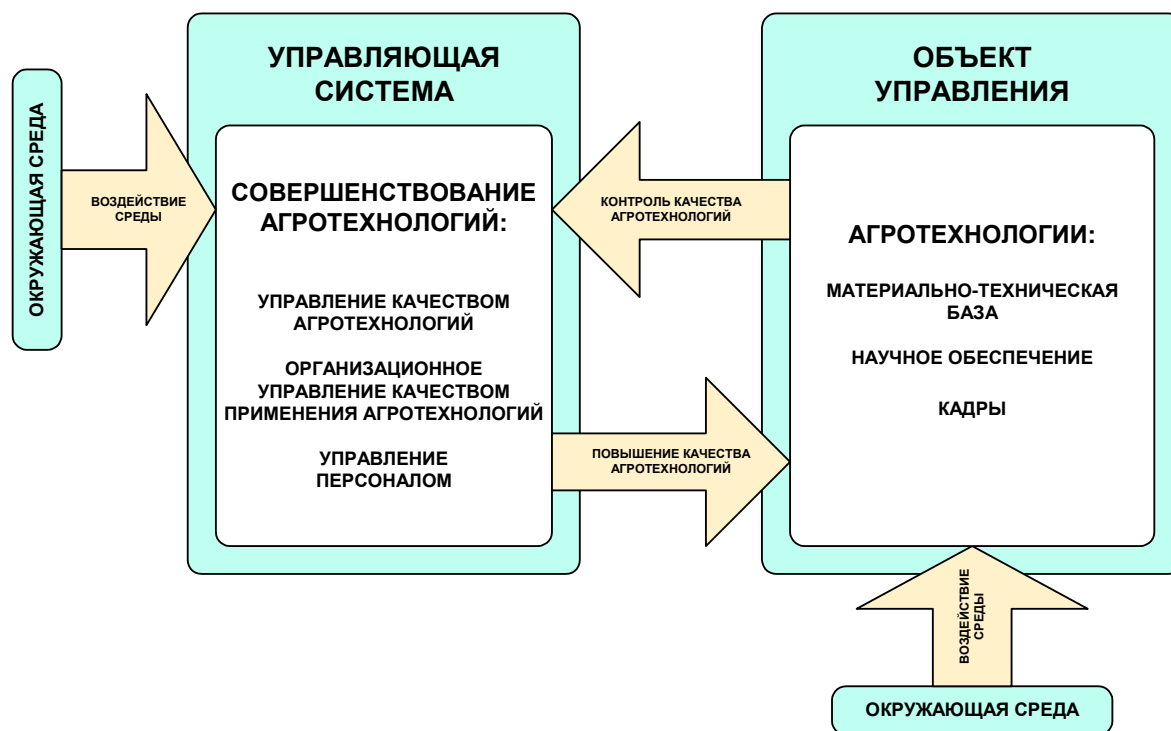 ОКРУЖАЮЩАЯ СРЕДА
ВОЗДЕЙСТВИЕ
СРЕДЫ
УПРАВЛЯЮЩАЯ
СИСТЕМА
СОВЕРШЕНСТВОВАНИЕ
АГРОТЕХНОЛОГИЙ:
УПРАВЛЕНИЕ КАЧЕСТВОМ
АГРОТЕХНОЛОГИЙ
ОРГАНИЗАЦИОННОЕ
УПРАВЛЕНИЕ КАЧЕСТВОМ
ПРИМЕНЕНИЯ АГРОТЕХНОЛОГИЙ
УПРАВЛЕНИЕ
ПЕРСОНАЛОМ
КОНТРОЛЬ КАЧЕСТВА
АГРОТЕХНОЛОГИЙ
ПОВЫШЕНИЕ КАЧЕСТВА
АГРОТЕХНОЛОГИЙ
ОБЪЕКТ
УПРАВЛЕНИЯ
АГРОТЕХНОЛОГИИ:
МАТЕРИАЛЬНО-ТЕХНИЧЕСКАЯ
БАЗА
НАУЧНОЕ ОБЕСПЕЧЕНИЕ
КАДРЫ
ВОЗДЕЙСТВИЕ
СРЕДЫ
ОКРУЖАЮЩАЯ СРЕДА